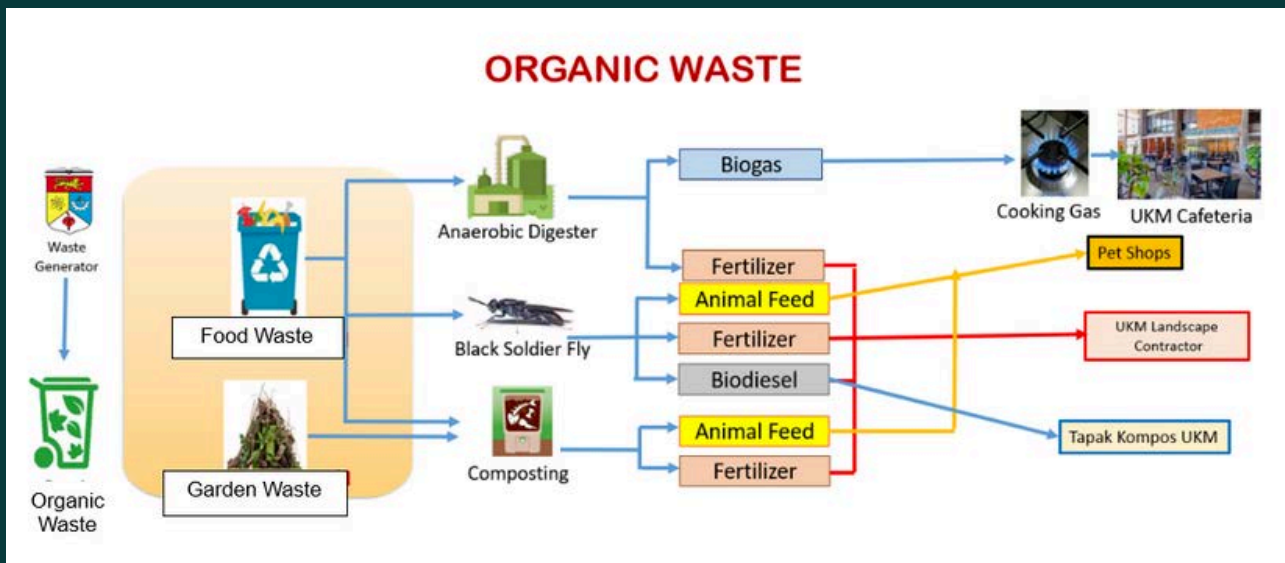 ORGANIC WASTE
Waste
Generator
Organic
Waste
Food Waste
Garden Waste
Anaerobic Digester
Black Soldier Fly
Composting
Biogas
Fertilizer
Animal Feed
Fertilizer
Biodiesel
Animal Feed
Fertilizer
Cooking Gas
UKM Cafeteria
Pet Shops
UKM Landscape
Contractor
Tapak Kompos UKM